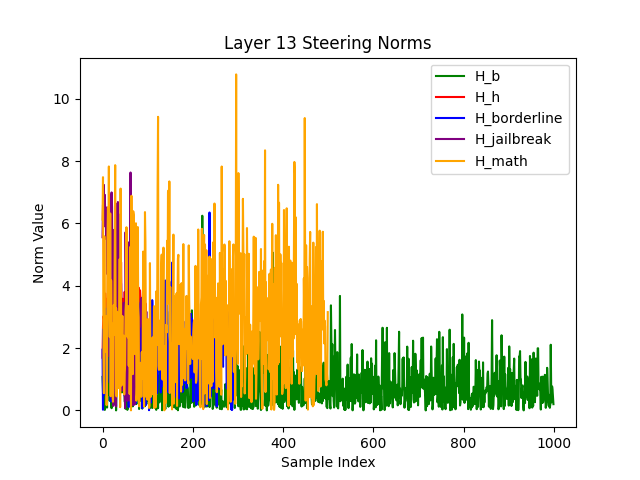 Layer 13 Steering Norms
H_b
H_h
H_borderline
H_jailbreak
H_math
Norm Value
10
8
6
4
2
0
0 200 400 600 800 1000
Sample Index